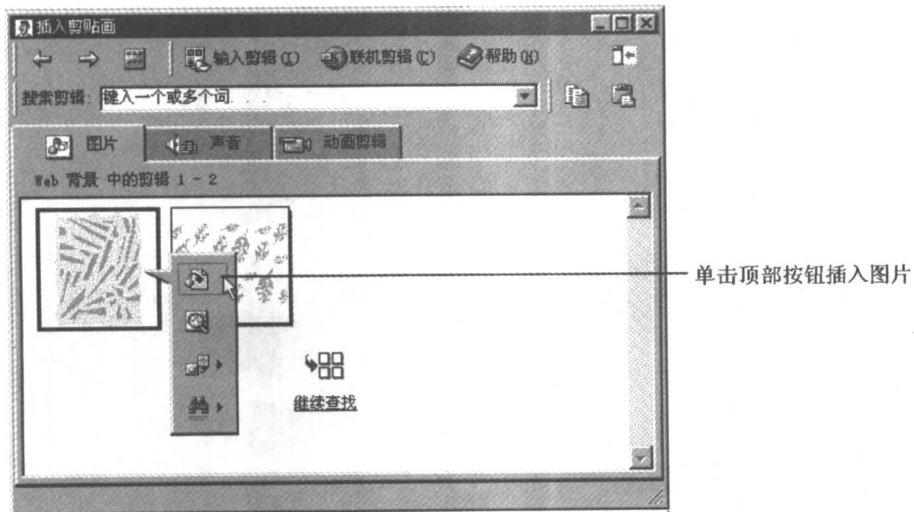 插入剪贴画
输入剪辑(I) 联机剪辑(C) 帮助(H)
搜索剪辑: 键入一个或多个词. . .
图片 声音 动画剪辑
Web 背景 中的剪辑 1 - 2
单击顶部按钮插入图片
继续查找